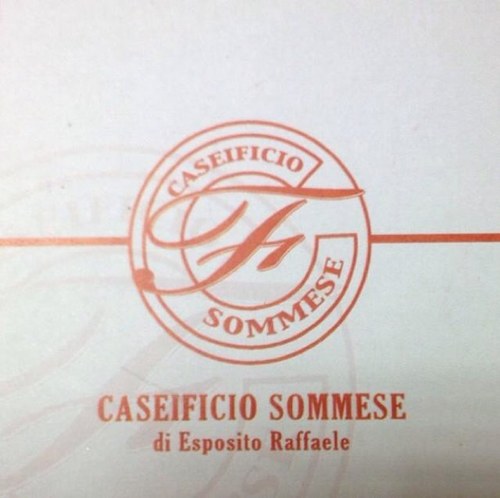 CASEIFICIO
SOMMESE
CASEIFICIO SOMMESE
di Esposito Raffaele